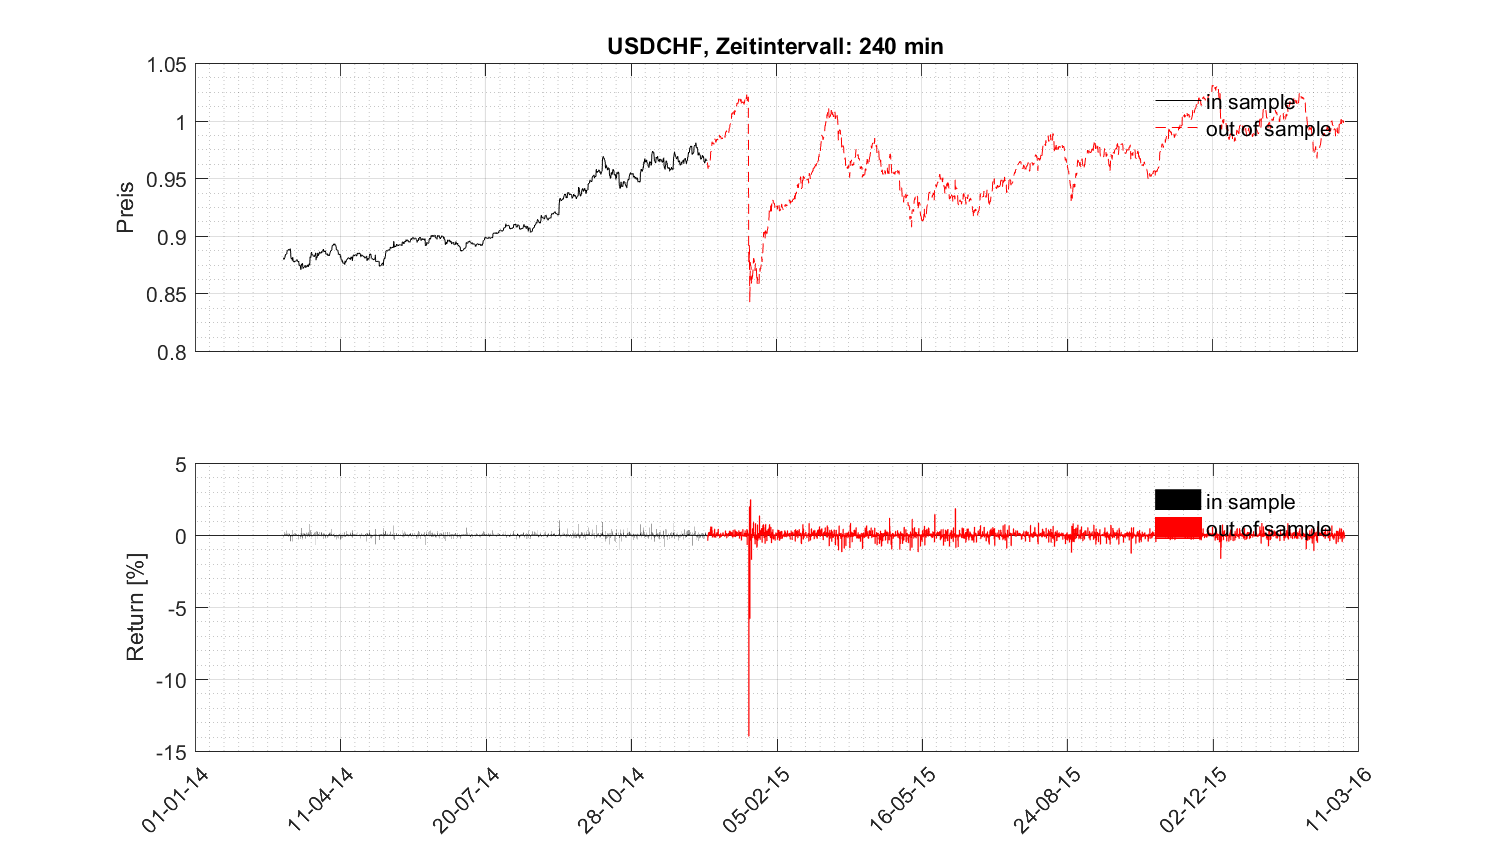 USDCHF, Zeitintervall: 240 min
1.05
1
0.95
0.9
0.85
0.8
Preis
in sample
out of sample
5
0
-5
-10
-15
Return [%]
in sample
out of sample
01-01-14
11-04-14
20-07-14
28-10-14
05-02-15
16-05-15
24-08-15
02-12-15
11-03-16